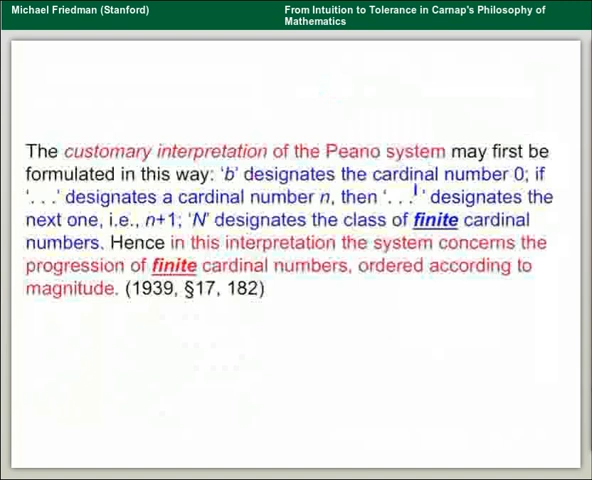 Michael Friedman (Stanford)
From Intuition to Tolerance in Carnap's Philosophy of
Mathematics
The customary interpretation of the Peano system may first be
formulated in this way: ‘b’ designates the cardinal number 0; if
‘. . .’ designates a cardinal number n, then ‘. . .ˡ ’ designates the
next one, i.e., n+1; ‘N’ designates the class of finite cardinal
numbers. Hence in this interpretation the system concerns the
progression of finite cardinal numbers, ordered according to
magnitude. (1939, §17, 182)